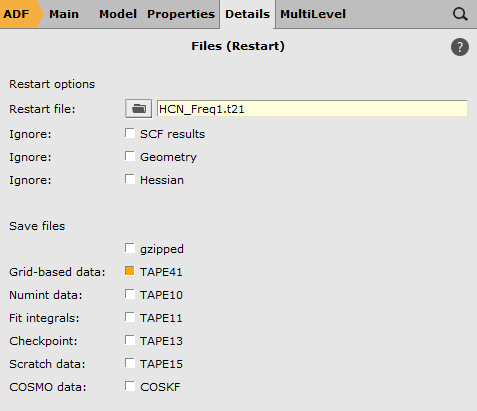 ADF Main Model Properties Details MultiLevel
Files (Restart) ?
Restart options
Restart file: HCN_Freq1.t21
Ignore: SCF results
Ignore: Geometry
Ignore: Hessian
Save files
gzipped
Grid-based data: TAPE41
Numint data: TAPE10
Fit integrals: TAPE11
Checkpoint: TAPE13
Scratch data: TAPE15
COSMO data: COSKF